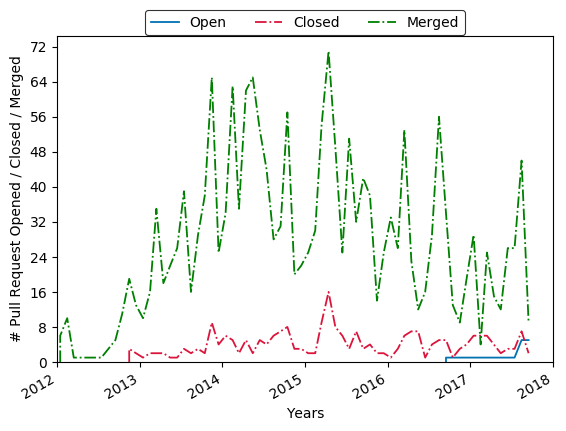 Open Closed Merged
# Pull Request Opened / Closed / Merged
72
64
56
48
40
32
24
16
8
0
2012 2013 2014 2015 2016 2017 2018
Years